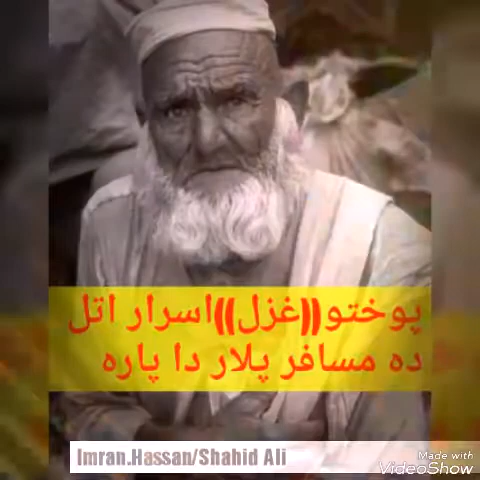 پوختو((غزل))اسرار اتل
ده مسافر پلار دا پاره
Imran.Hassan/Shahid Ali
Made with
VideoShow